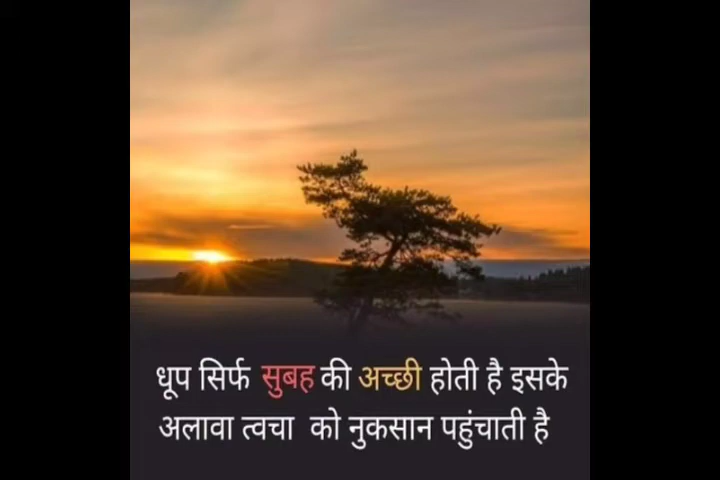 धूप सिर्फ सुबह की अच्छी होती है इसके
अलावा त्वचा को नुकसान पहुंचाती है